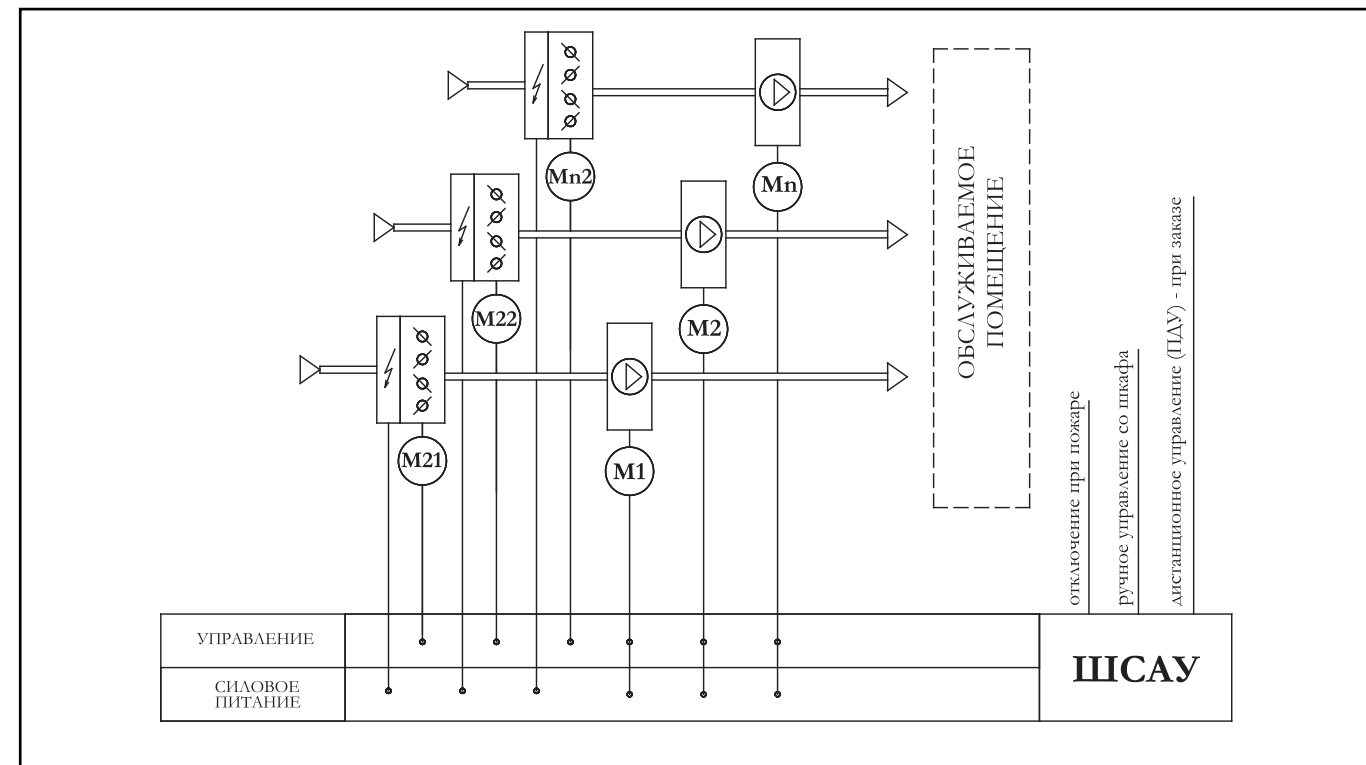 Mn2
Mn
M22
M2
M21
M1
ОБСЛУЖИВАЕМОЕ
ПОМЕЩЕНИЕ
отключение при пожаре
ручное управление со шкафа
дистанционное управление (ПДУ) - при заказе
УПРАВЛЕНИЕ
СИЛОВОЕ
ПИТАНИЕ
ШСАУ